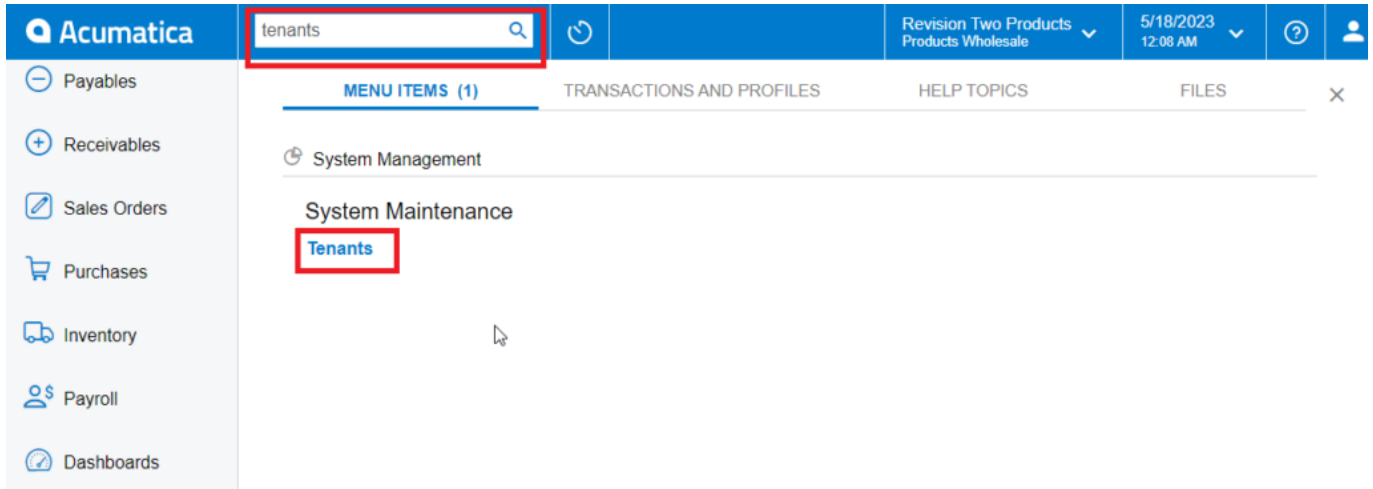 Acumatica
tenants
Revision Two Products
Products Wholesale
5/18/2023
12:08 AM
?
Payables
Receivables
Sales Orders
Purchases
Inventory
$
Payroll
Dashboards
MENU ITEMS (1)
TRANSACTIONS AND PROFILES
HELP TOPICS
FILES
System Management
System Maintenance
Tenants